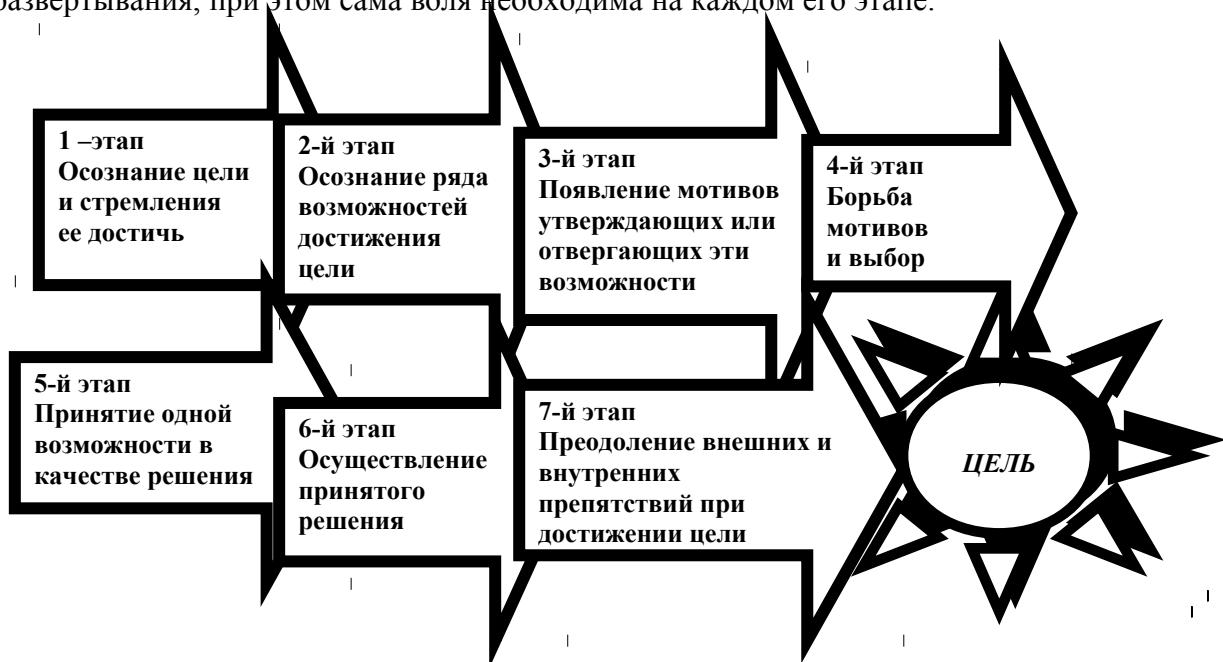 развертывания, при этом сама воля необходима на каждом его этапе.
1 –этап
Осознание цели
и стремления
ее достичь
2-й этап
Осознание ряда
возможностей
достижения
цели
3-й этап
Появление мотивов
утверждающих или
отвергающих эти
возможности
4-й этап
Борьба
мотивов
и выбор
5-й этап
Принятие одной
возможности в
качестве решения
6-й этап
Осуществление
принятого
решения
7-й этап
Преодоление внешних и
внутренних
препятствий при
достижении цели
ЦЕЛЬ